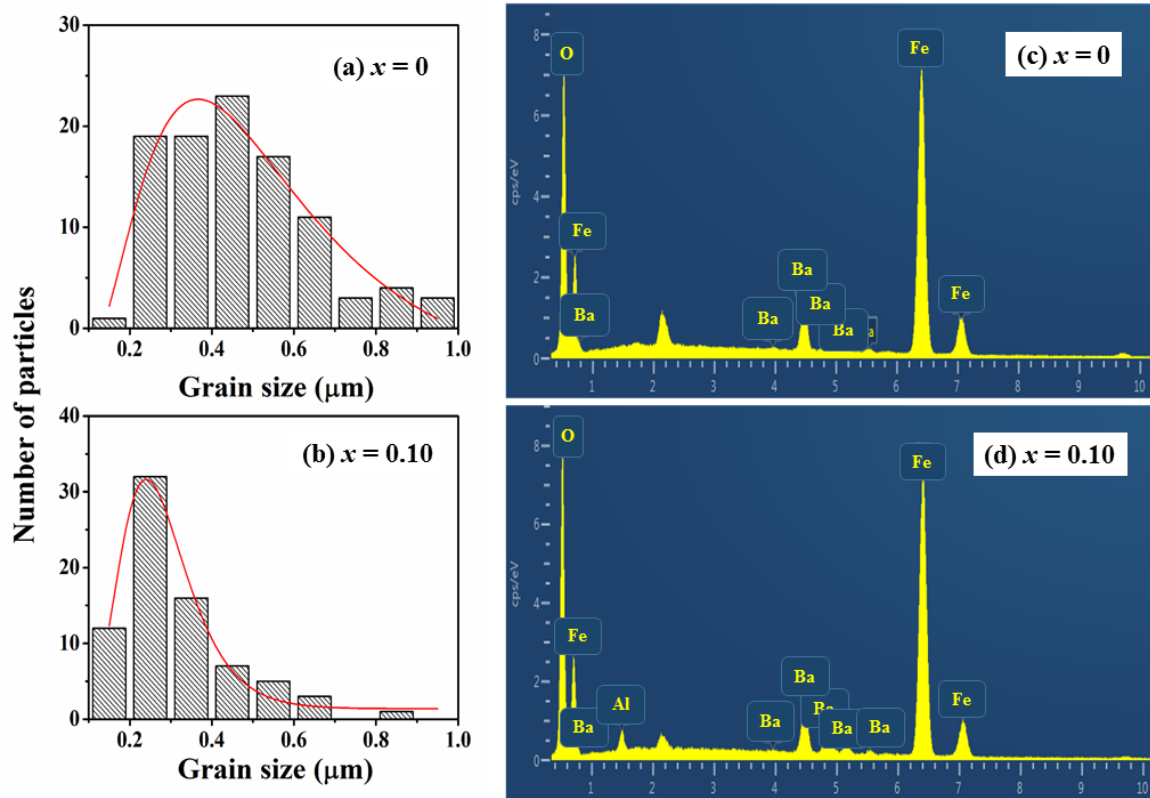 Number of particles
30
20
10
0
(a) x = 0
0.2 0.4 0.6 0.8 1.0
Grain size (μm)
40
30
20
10
0
(b) x = 0.10
0.2 0.4 0.6 0.8 1.0
Grain size (μm)
(c) x = 0
cps/eV
8
6
4
2
0
O
Fe
Ba
Ba
Ba
Ba
Ba
Fe
Fe
1 2 3 4 5 6 7 8 9 10
(d) x = 0.10
cps/eV
8
6
4
2
0
O
Fe
Ba
Al
Ba
Ba
Ba
Ba
Ba
Fe
Fe
1 2 3 4 5 6 7 8 9 10